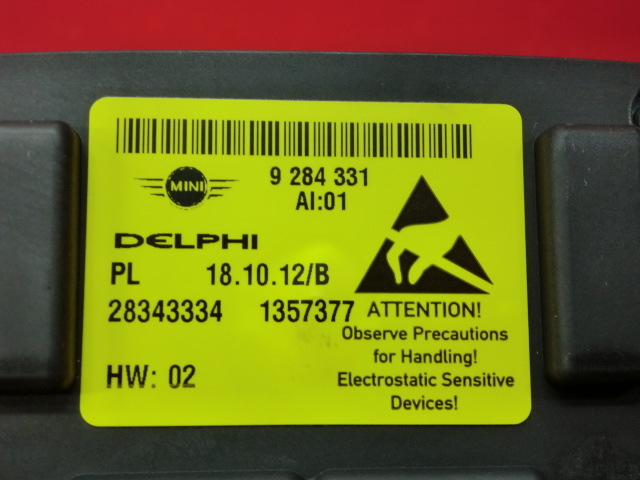 MINI
9 284 331
AI:01
DELPHI
PL 18.10.12/B
28343334 1357377
HW: 02
ATTENTION!
Observe Precautions
for Handling!
Electrostatic Sensitive
Devices!